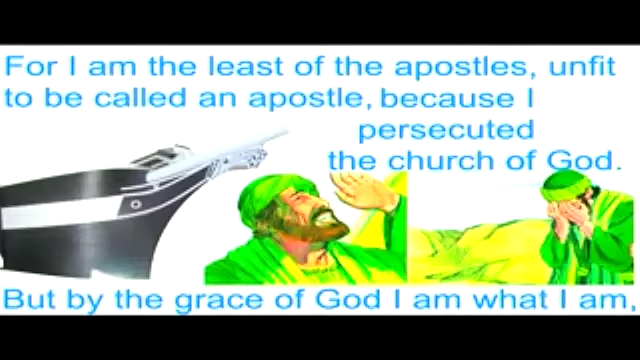 For I am the least of the apostles, unfit
to be called an apostle, because I
persecuted
the church of God.
But by the grace of God I am what I am,